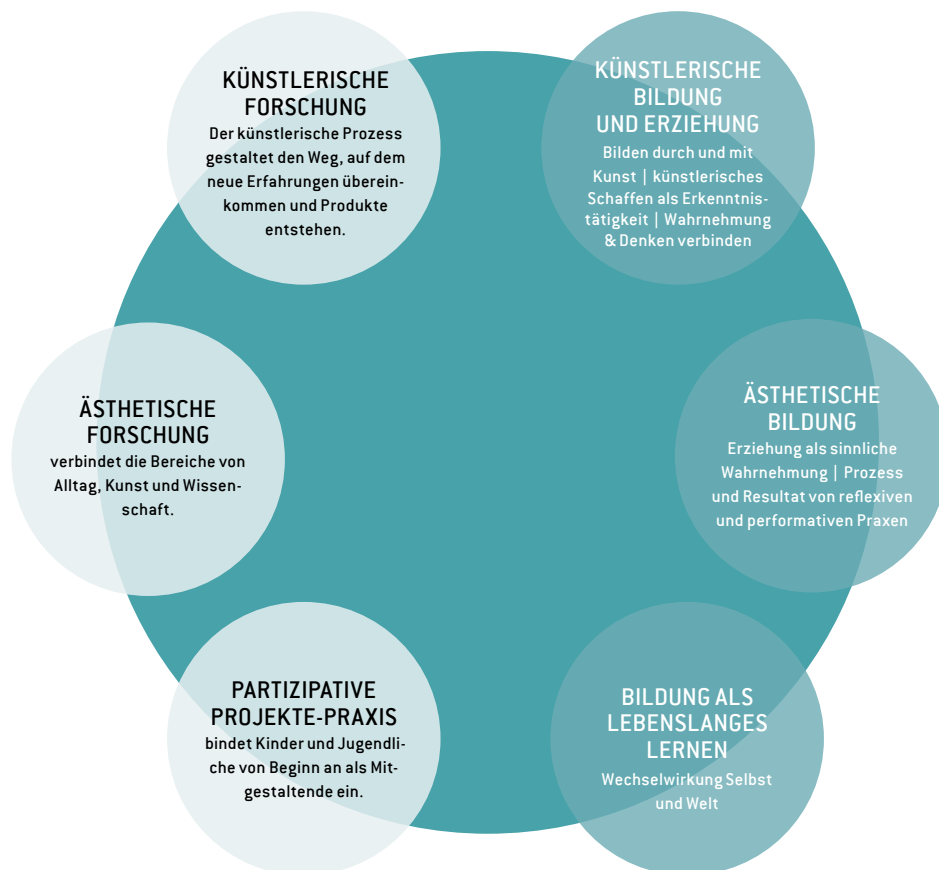 KÜNSTLERISCHE
FORSCHUNG
Der künstlerische Prozess
gestaltet den Weg, auf dem
neue Erfahrungen überein-
kommen und Produkte
entstehen.
KÜNSTLERISCHE
BILDUNG
UND ERZIEHUNG
Bilden durch und mit
Kunst | künstlerisches
Schaffen als Erkenntnis-
tätigkeit | Wahrnehmung
& Denken verbinden
ÄSTHETISCHE
FORSCHUNG
verbindet die Bereiche von
Alltag, Kunst und Wissen-
schaft.
ÄSTHETISCHE
BILDUNG
Erziehung als sinnliche
Wahrnehmung | Prozess
und Resultat von reflexiven
und performativen Praxen
PARTIZIPATIVE
PROJEKTE-PRAXIS
bindet Kinder und Jugendli-
che von Beginn an als Mit-
gestaltende ein.
BILDUNG ALS
LEBENSLANGES
LERNEN
Wechselwirkung Selbst
und Welt